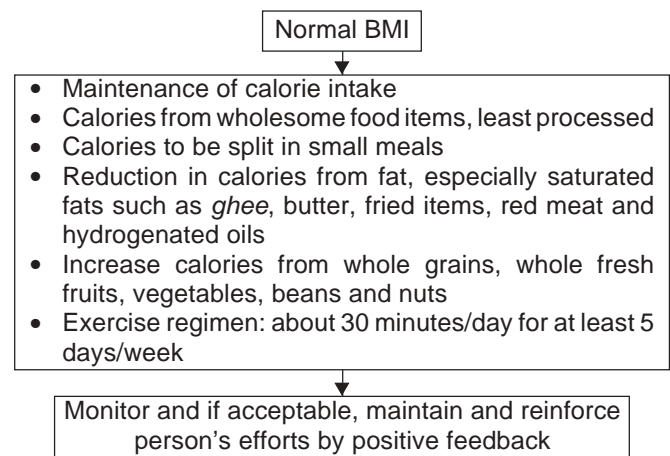 Normal BMI
• Maintenance of calorie intake
• Calories from wholesome food items, least processed
• Calories to be split in small meals
• Reduction in calories from fat, especially saturated
fats such as ghee, butter, fried items, red meat and
hydrogenated oils
• Increase calories from whole grains, whole fresh
fruits, vegetables, beans and nuts
• Exercise regimen: about 30 minutes/day for at least 5
days/week
Monitor and if acceptable, maintain and reinforce
person's efforts by positive feedback